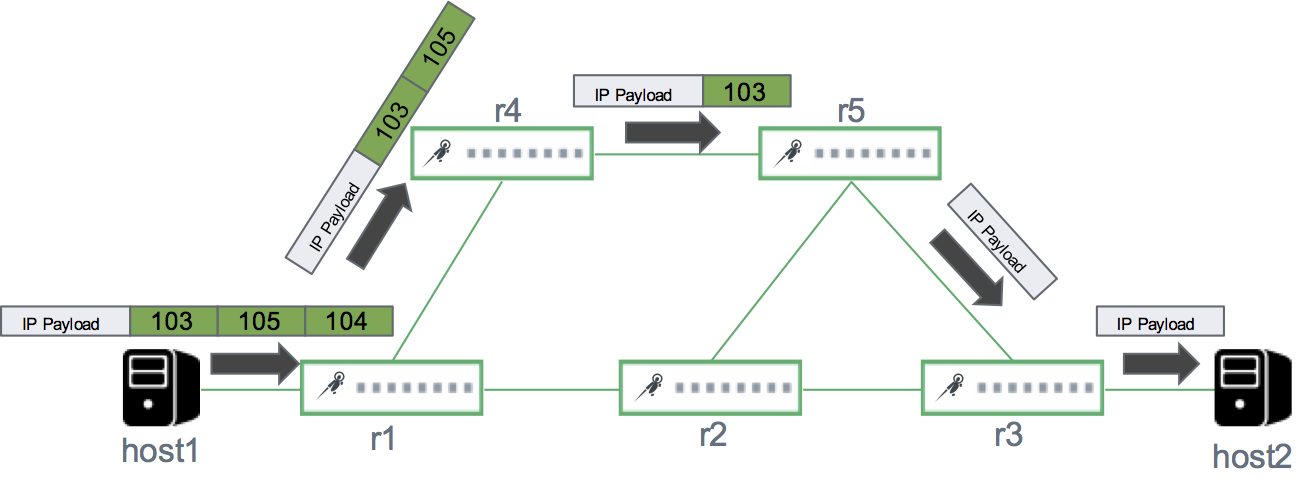 105
103
IP Payload
r4
IP Payload 103
r5
IP Payload
IP Payload 103 105 104
IP Payload
host1
r1
r2
r3
host2